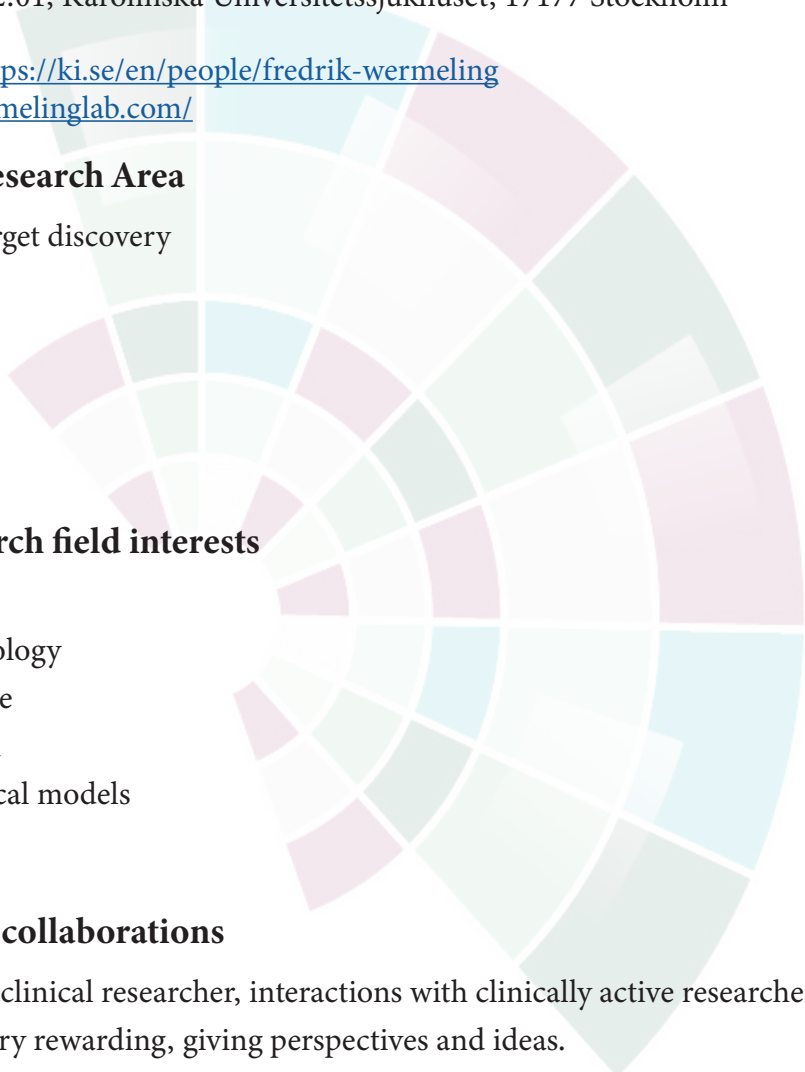 2:01, Karolinska Universitetssjukhuset, 17177 Stockholm
ps://ki.se/en/people/fredrik-wermeling
melinglab.com/
esearch Area
rget discovery
rch field interests
ology
e
cal models
collaborations
clinical researcher, interactions with clinically active researche
ry rewarding, giving perspectives and ideas.